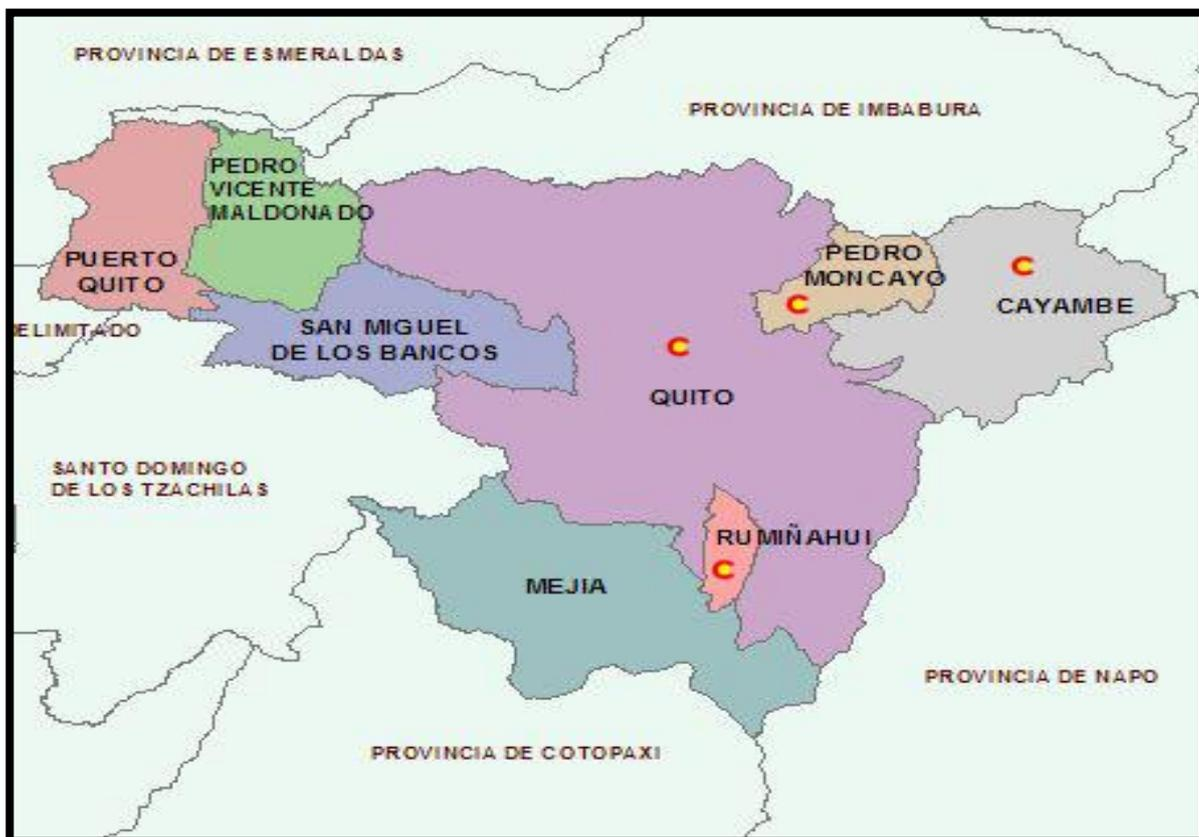 PROVINCIA DE ESMERALDAS
PROVINCIA DE IMBABURA
PEDRO
VICENTE
MALDONADO
PUERTO
QUITO
PEDRO
MONCAYO
C
C
CAYAMBE
ELIMITADO
SAN MIGUEL
DE LOS BANCOS
C
QUITO
SANTO DOMINGO
DE LOS TZACHILAS
RUMIÑAHUI
C
MEJIA
PROVINCIA DE NAPO
PROVINCIA DE COTOPAXI